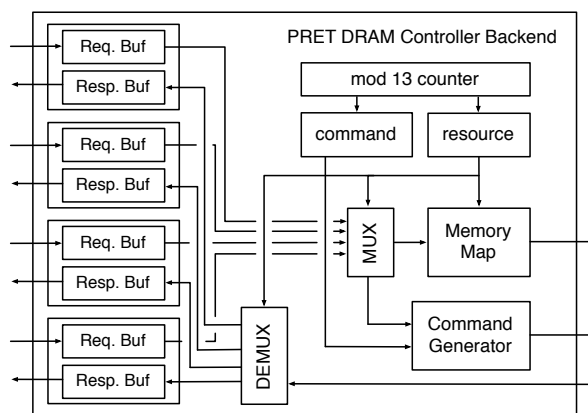 PRET DRAM Controller Backend
Req. Buf
Resp. Buf
Req. Buf
Resp. Buf
Req. Buf
Resp. Buf
Req. Buf
Resp. Buf
mod 13 counter
command
resource
MUX
Memory
Map
DEMUX
Command
Generator